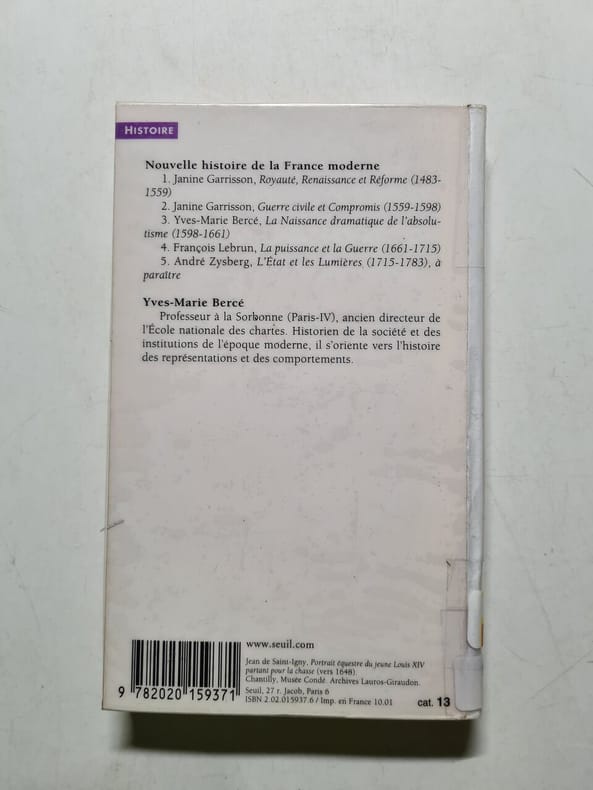 HISTOIRE
Nouvelle histoire de la France moderne
1. Janine Garrisson, Royauté, Renaissance et Réforme (1483-
1559)
2. Janine Garrisson, Guerre civile et Compromis (1559-1598)
3. Yves-Marie Bercé, La Naissance dramatique de l'absolu-
tisme (1598-1661)
4. François Lebrun, La puissance et la Guerre (1661-1715)
5. André Zysberg, L'État et les Lumières (1715-1783), à
paraître
Yves-Marie Bercé
Professeur à la Sorbonne (Paris-IV), ancien directeur de
l'École nationale des chartes. Historien de la société et des
institutions de l'époque moderne, il s'oriente vers l'histoire
des représentations et des comportements.
www.seuil.com
Jean de Saint-Igny, Portrait équestre du jeune Louis XIV
partant pour la chasse (vers 1648).
Chantilly, Musée Condé. Archives Lauros-Giraudon.
Seuil, 27 r. Jacob, Paris 6
ISBN 2.02.015937.6 / Imp. en France 10.01
cat. 13
9 782020 159371